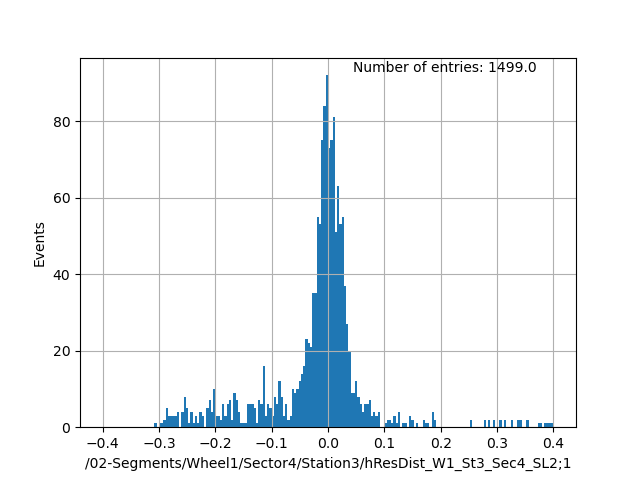 Number of entries: 1499.0
80
60
40
20
0
Events
−0.4 −0.3 −0.2 −0.1 0.0 0.1 0.2 0.3 0.4
/02-Segments/Wheel1/Sector4/Station3/hResDist_W1_St3_Sec4_SL2;1